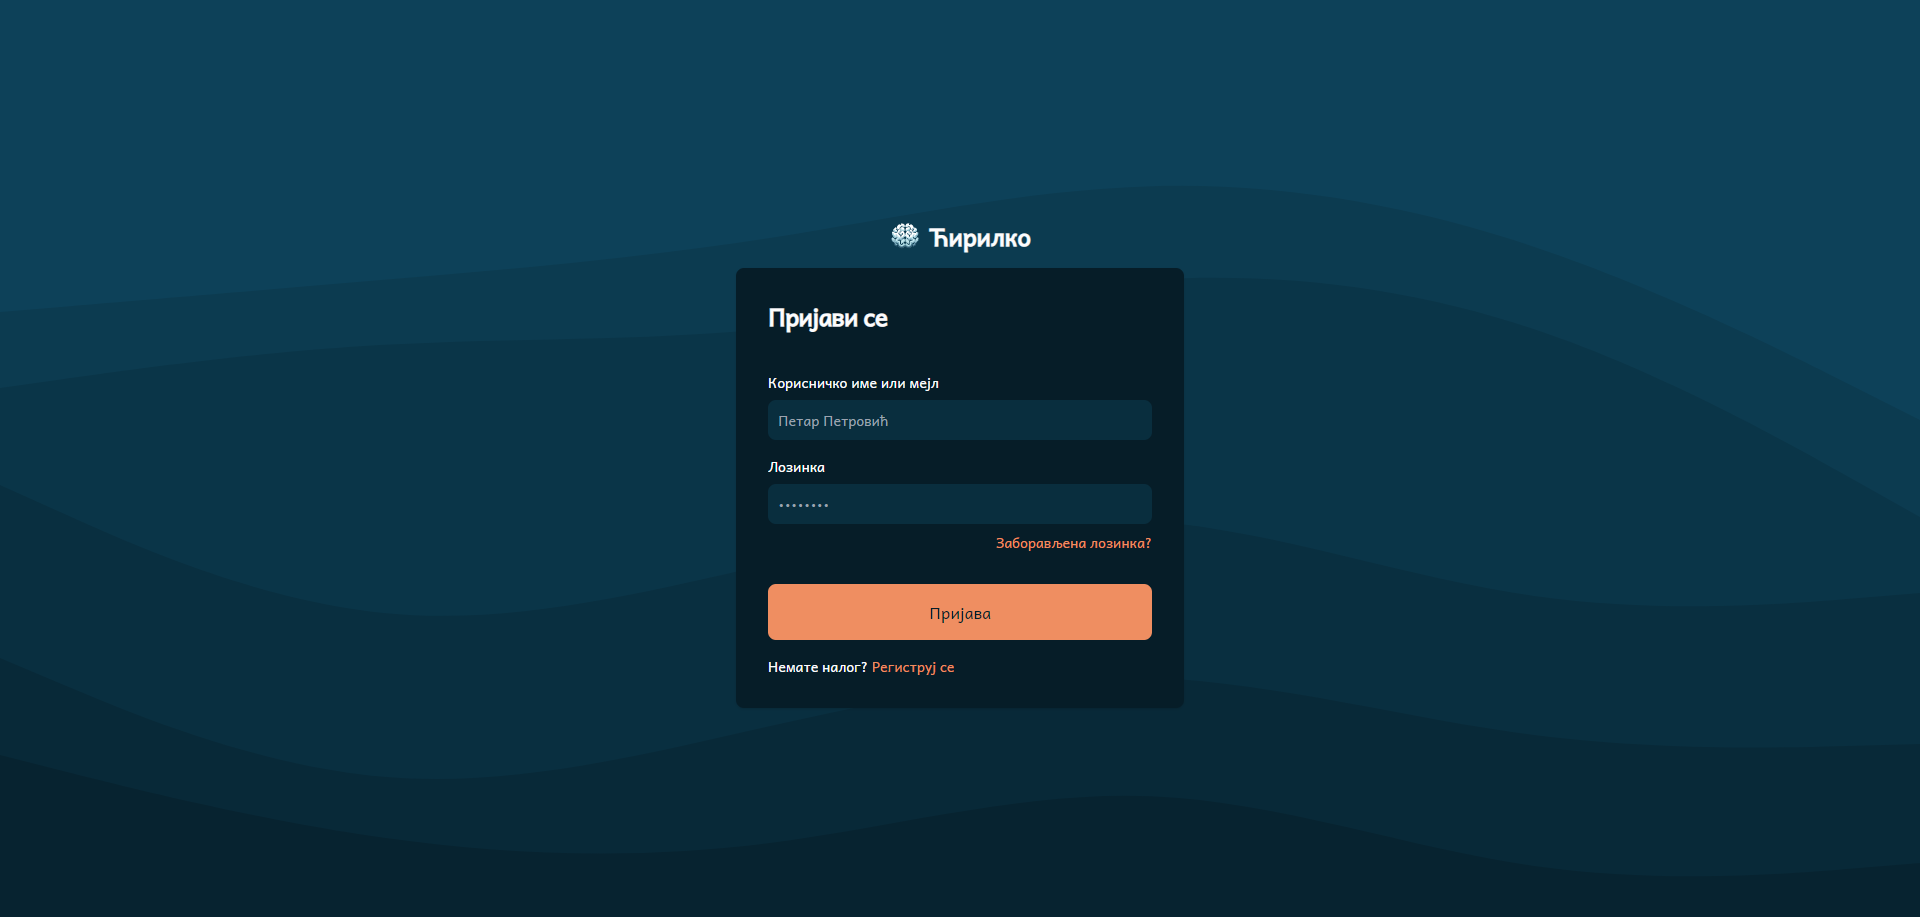 Ћирилко
Пријави се
Корисничко име или мејл
Петар Петровић
Лозинка
••••••••
Заборављена лозинка?
Пријава
Немате налог? Региструј се